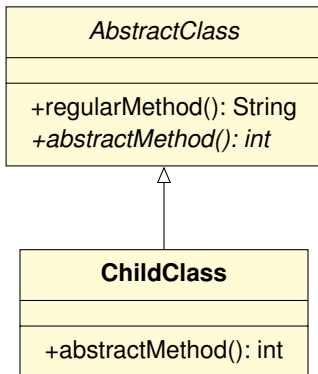 AbstractClass
+regularMethod(): String
+abstractMethod(): int
ChildClass
+abstractMethod(): int